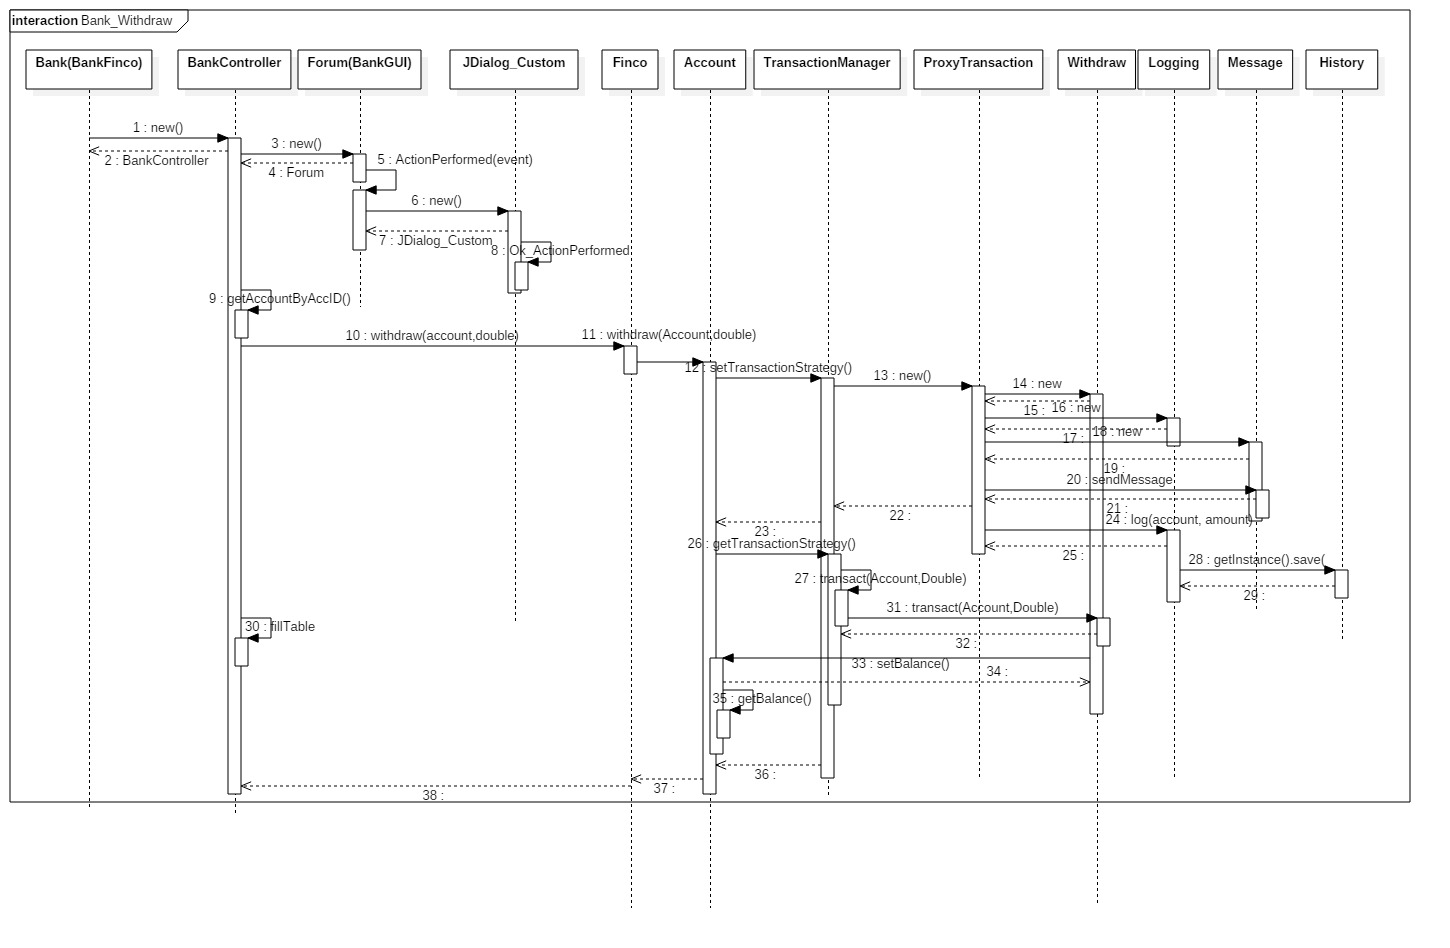 interaction Bank_Withdraw
Bank(BankFinco)
BankController
Forum(BankGUI)
JDialog_Custom
Finco
Account
TransactionManager
ProxyTransaction
Withdraw
Logging
Message
History
1 : new()
2 : BankController
3 : new()
4 : Forum
5 : ActionPerformed(event)
6 : new()
7 : JDialog_Custom
8 : Ok_ActionPerformed
9 : getAccountByAccID()
10 : withdraw(account,double)
11 : withdraw(Account,double)
12 : setTransactionStrategy()
13 : new()
14 : new
15 :
16 : new
17 :
18 : new
19 :
20 : sendMessage
21 :
22 :
23 :
24 : log(account, amount)
25 :
26 : getTransactionStrategy()
27 : transact(Account,Double)
28 : getInstance().save(
29 :
30 : fillTable
31 : transact(Account,Double)
32 :
33 : setBalance()
34 :
35 : getBalance()
36 :
37 :
38 :